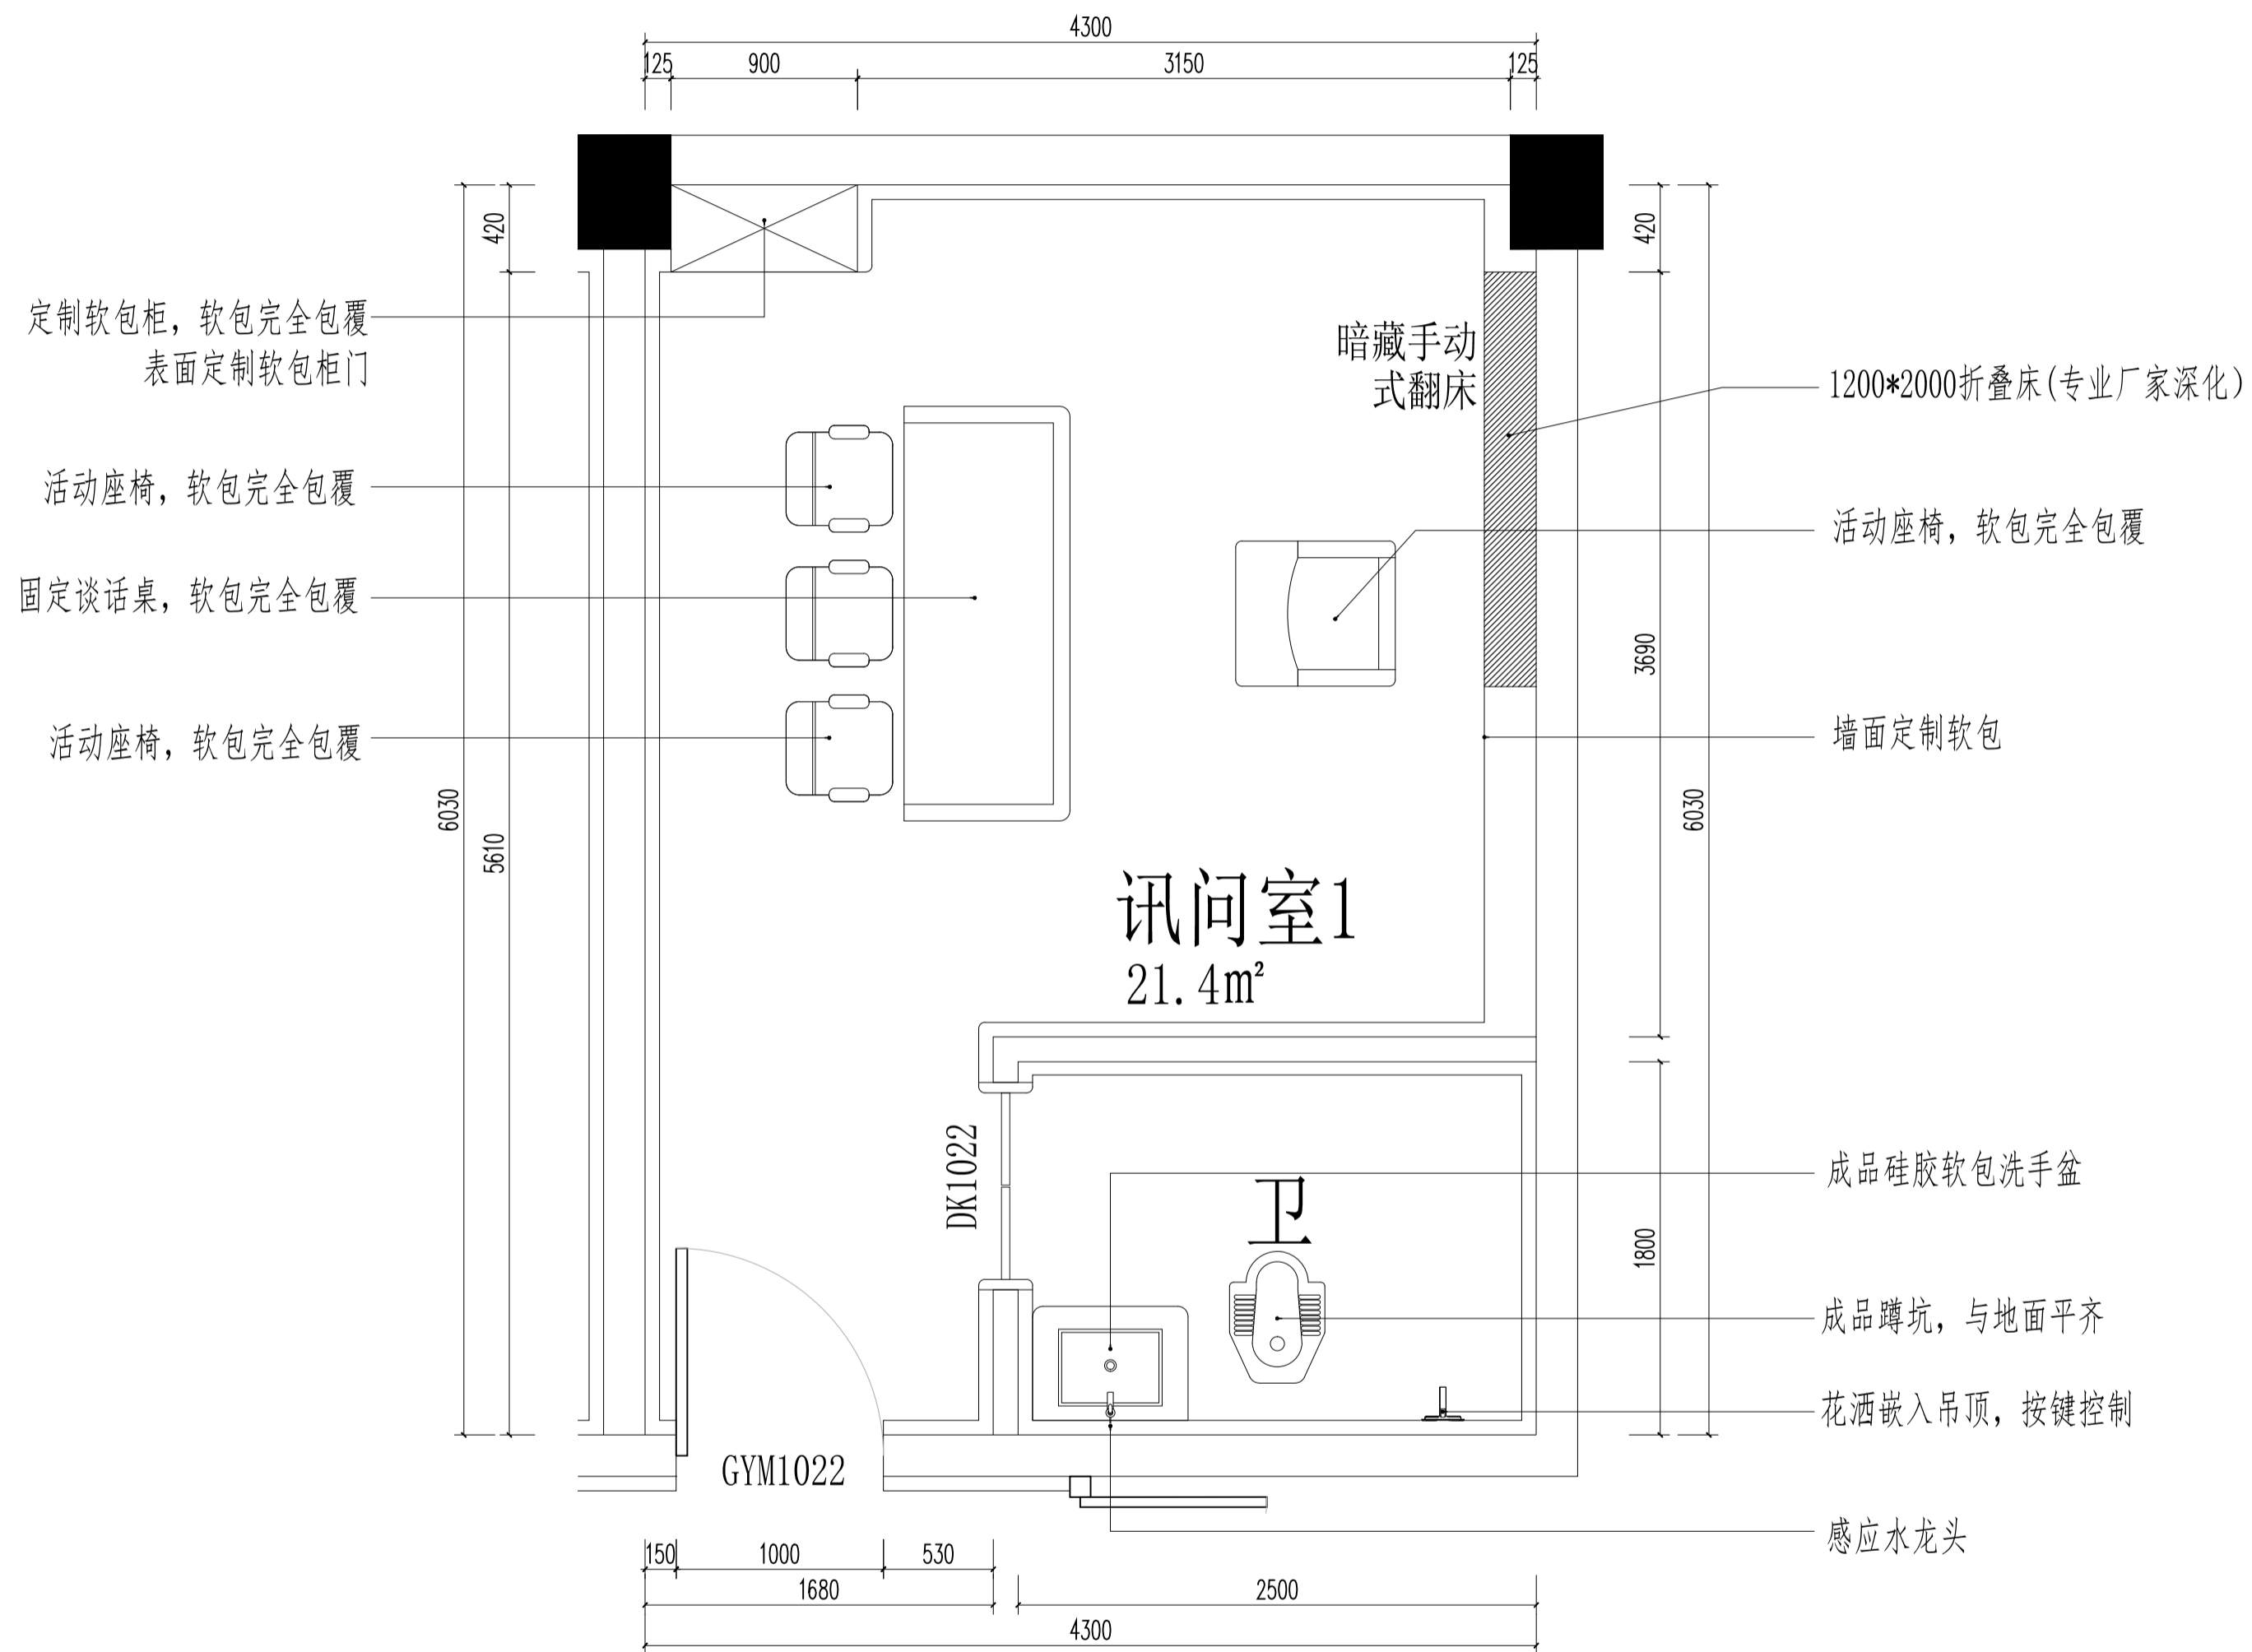 4300
125
900
3150
125
420
420
定制软包柜，软包完全包覆
表面定制软包柜门
暗藏手动
式翻床
1200*2000折叠床(专业厂家深化)
活动座椅，软包完全包覆
活动座椅，软包完全包覆
固定谈话桌，软包完全包覆
3690
活动座椅，软包完全包覆
墙面定制软包
6030
5610
6030
讯问室1
21.4m²
DK1022
成品硅胶软包洗手盆
卫
1800
成品蹲坑，与地面平齐
花洒嵌入吊顶，按键控制
GYM1022
感应水龙头
150
1000
530
1680
2500
4300